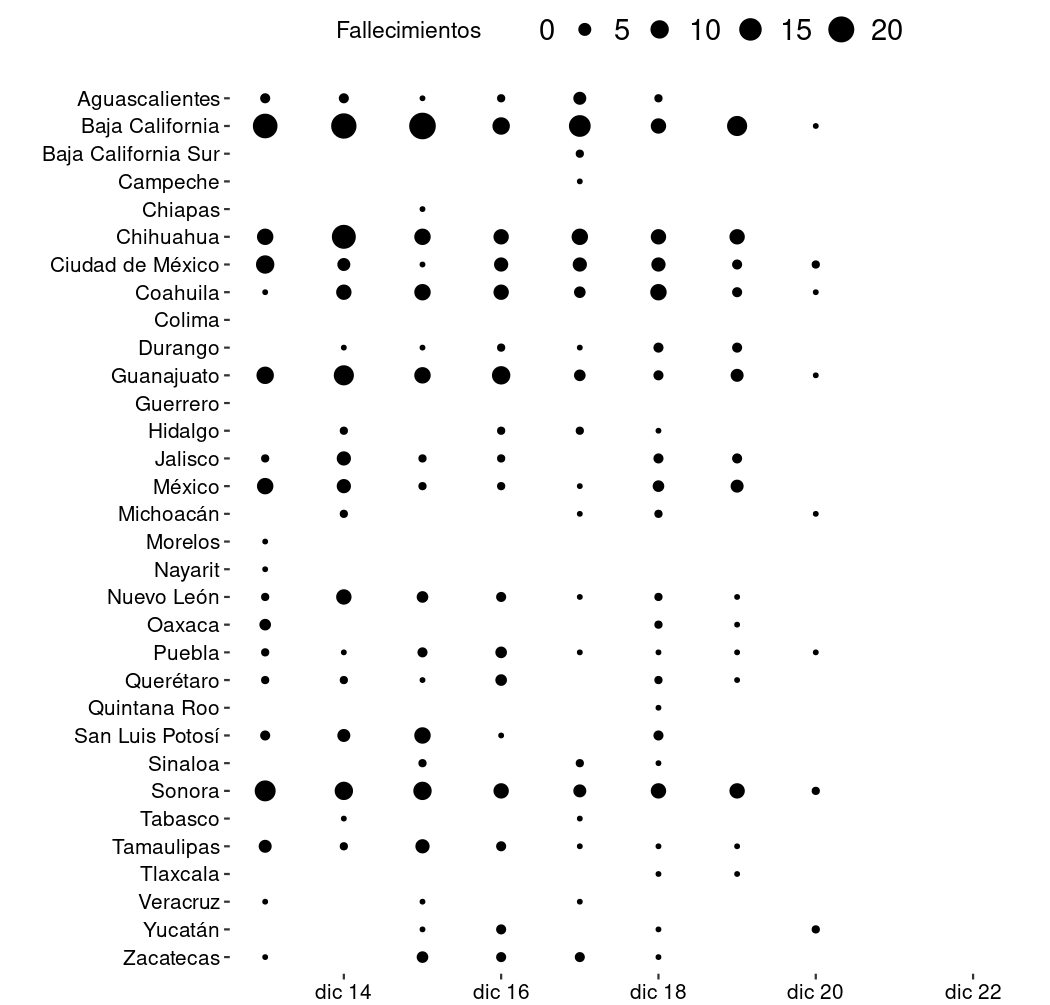 Fallecimientos 0 5 10 15 20
Aguascalientes
Baja California
Baja California Sur
Campeche
Chiapas
Chihuahua
Ciudad de México
Coahuila
Colima
Durango
Guanajuato
Guerrero
Hidalgo
Jalisco
México
Michoacán
Morelos
Nayarit
Nuevo León
Oaxaca
Puebla
Querétaro
Quintana Roo
San Luis Potosí
Sinaloa
Sonora
Tabasco
Tamaulipas
Tlaxcala
Veracruz
Yucatán
Zacatecas
dic 14 dic 16 dic 18 dic 20 dic 22